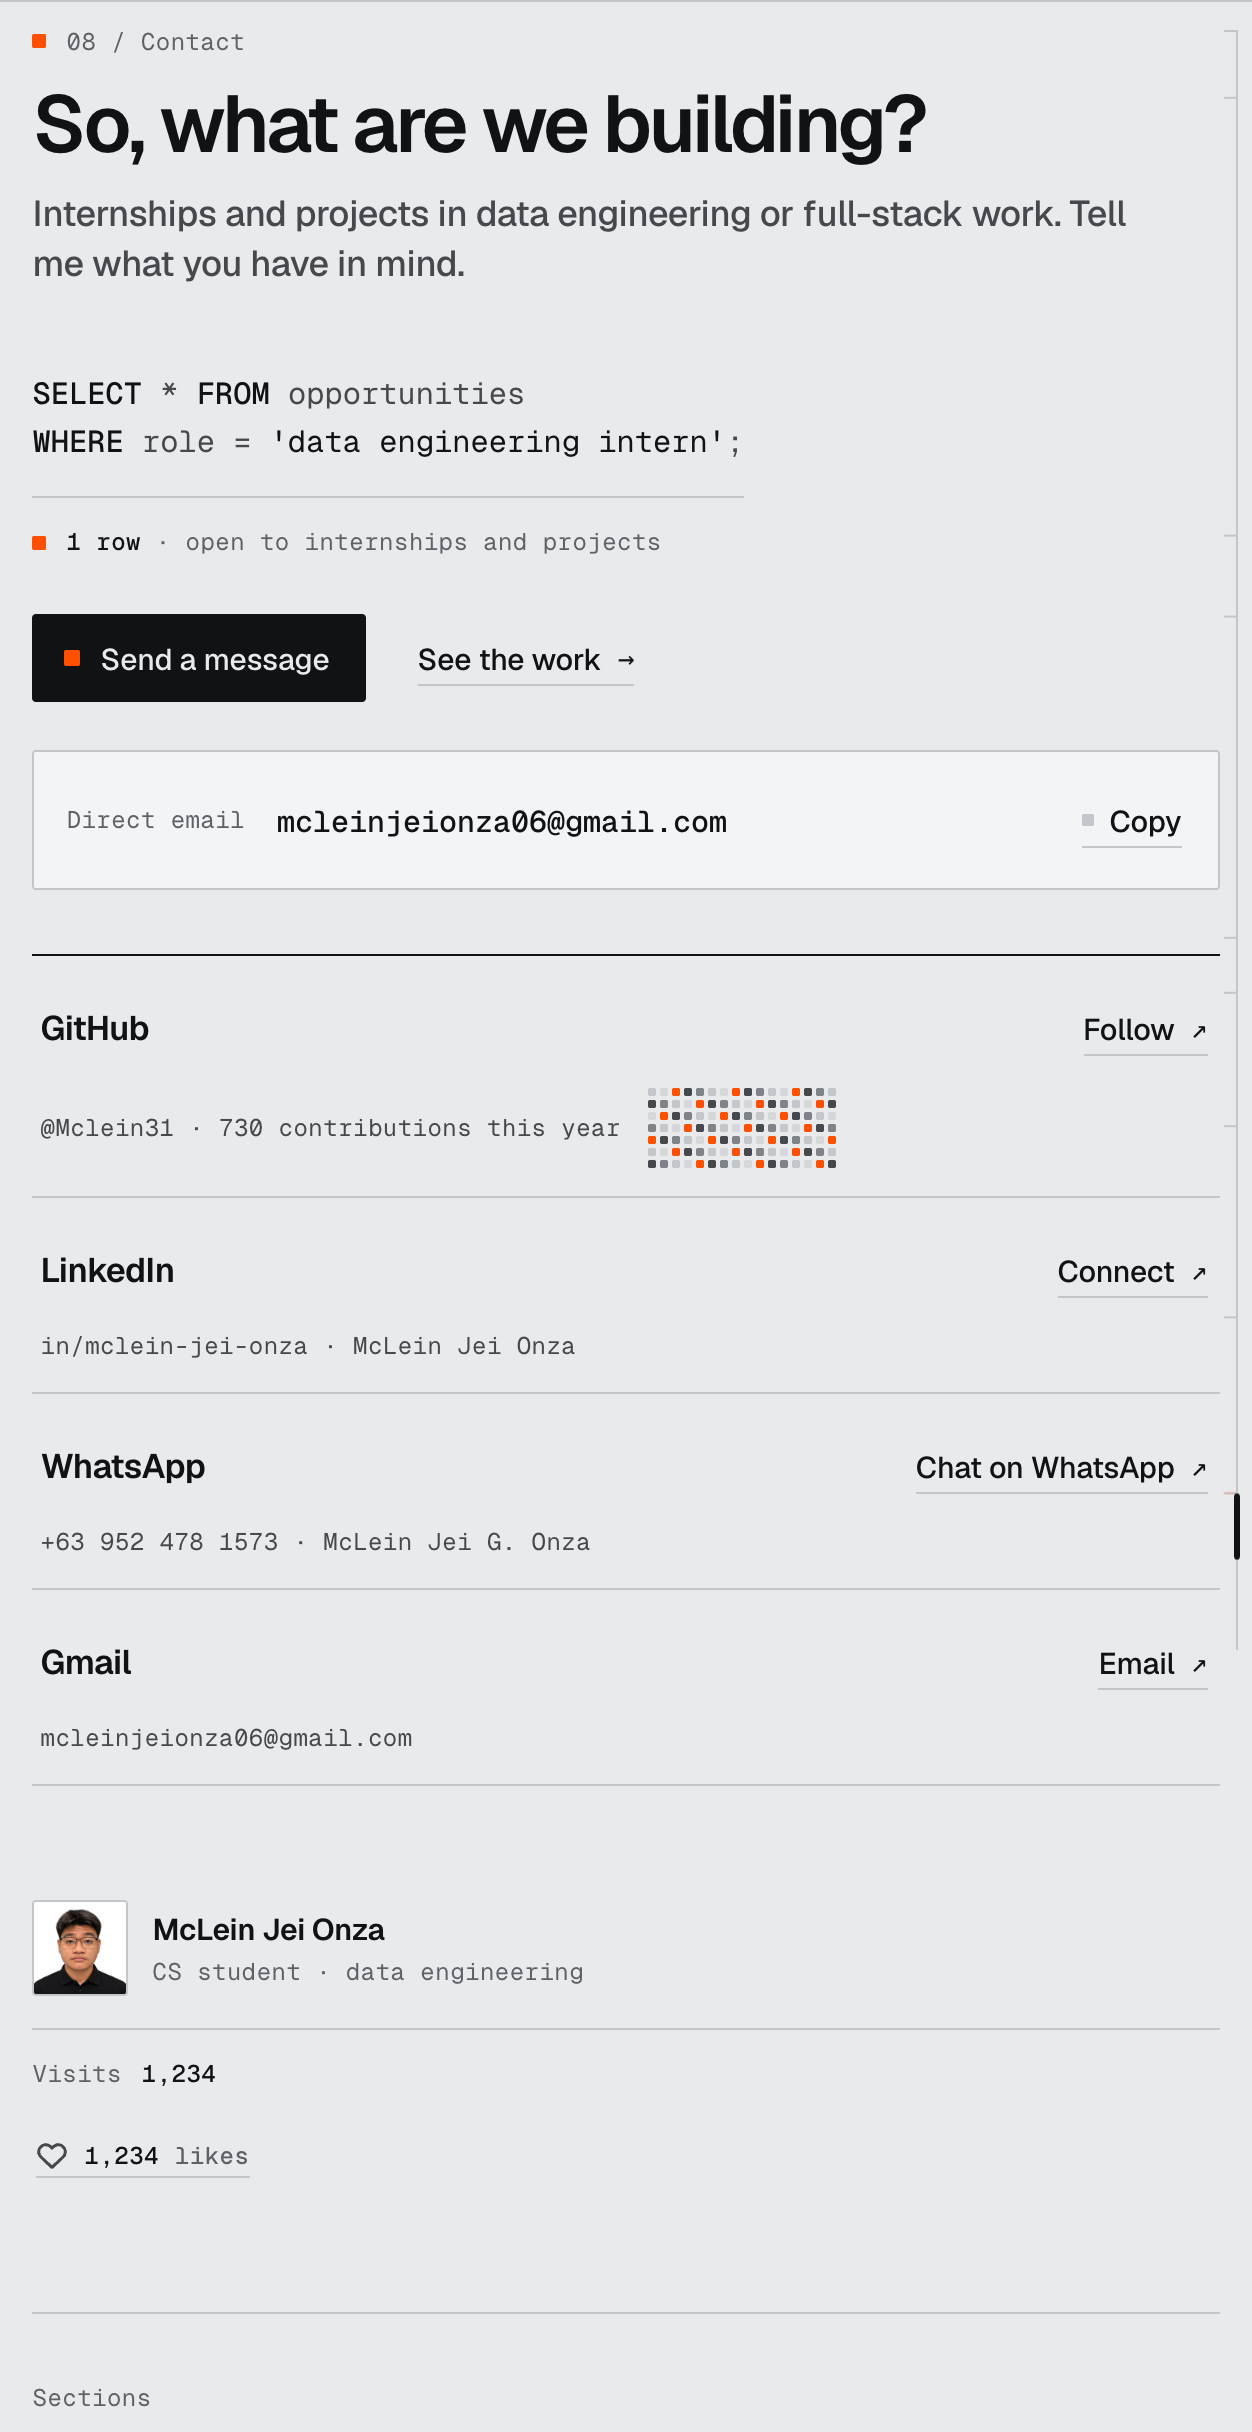 08 / Contact
So, what are we building?
Internships and projects in data engineering or full-stack work. Tell
me what you have in mind.
SELECT * FROM opportunities
WHERE role = 'data engineering intern';
1 row · open to internships and projects
Send a message
See the work →
Direct email mcleinjeionza06@gmail.com
Copy
GitHub
Follow ↗
@Mclein31 · 730 contributions this year
LinkedIn
Connect ↗
in/mclein-jei-onza · McLein Jei Onza
WhatsApp
Chat on WhatsApp ↗
+63 952 478 1573 · McLein Jei G. Onza
Gmail
Email ↗
mcleinjeionza06@gmail.com
McLein Jei Onza
CS student · data engineering
Visits 1,234
1,234 likes
Sections